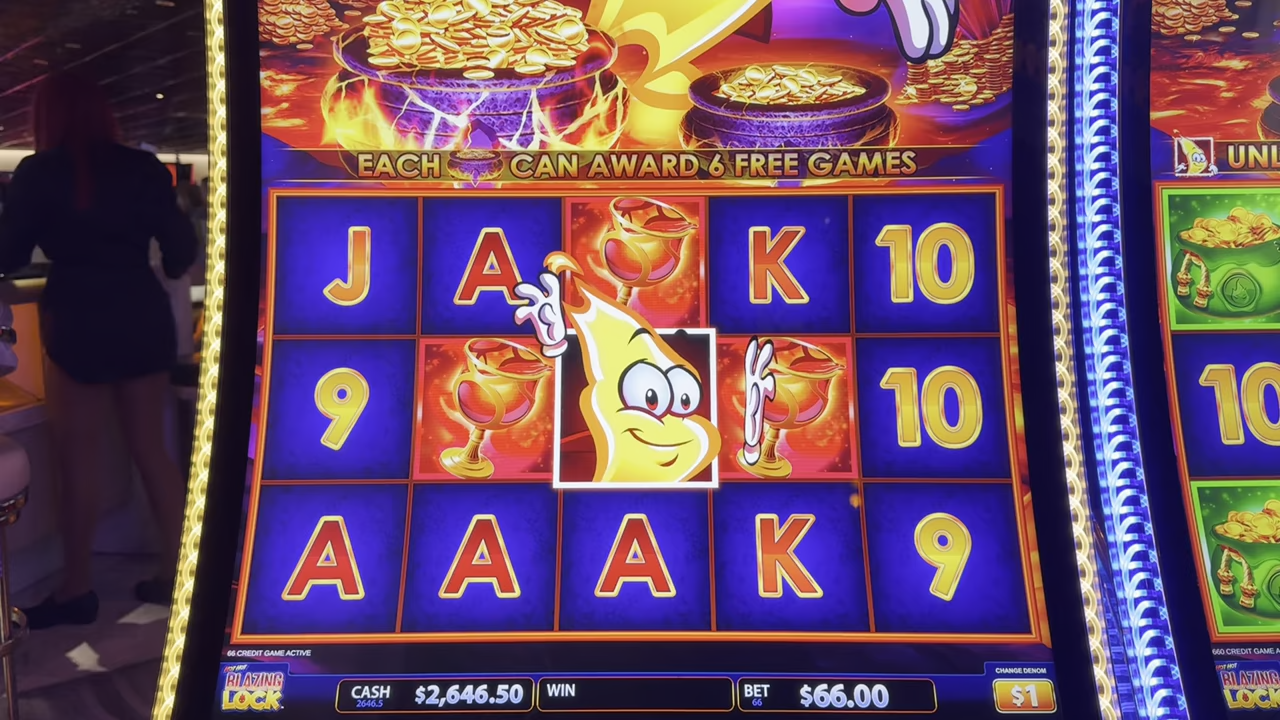 EACH CAN AWARD 6 FREE GAMES
UNL
J A K 10
9 10
10
A A A K 9
66 CREDIT GAME ACTIVE
660 CREDIT GAME A
CHANGE DENOM
BLAZING
LOCK
CASH $2,646.50 WIN BET $66.00 $1
2646.5 66
BLAZING
LOCK